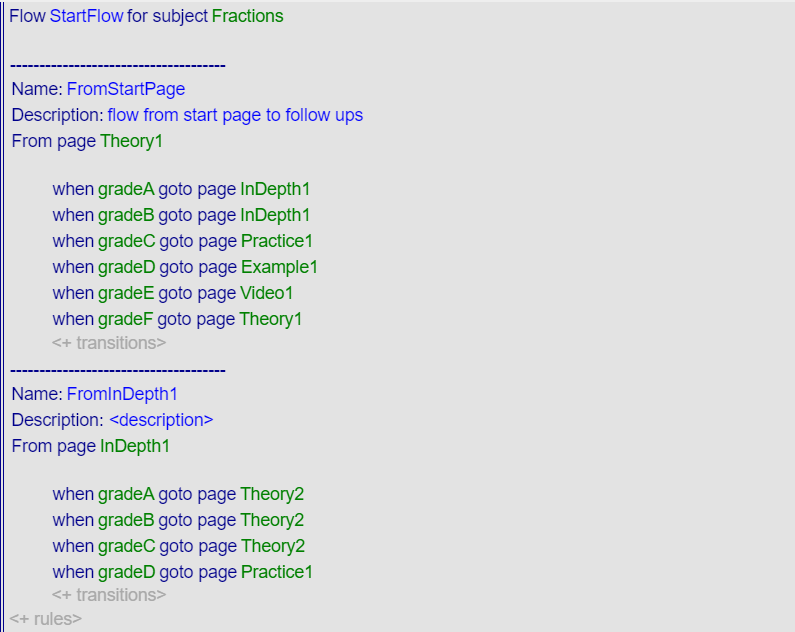 Flow StartFlow for subject Fractions
-------------------------------------
Name: FromStartPage
Description: flow from start page to follow ups
From page Theory1
when gradeA goto page InDepth1
when gradeB goto page InDepth1
when gradeC goto page Practice1
when gradeD goto page Example1
when gradeE goto page Video1
when gradeF goto page Theory1
<+ transitions>
-------------------------------------
Name: FromInDepth1
Description: <description>
From page InDepth1
when gradeA goto page Theory2
when gradeB goto page Theory2
when gradeC goto page Theory2
when gradeD goto page Practice1
<+ transitions>
<+ rules>